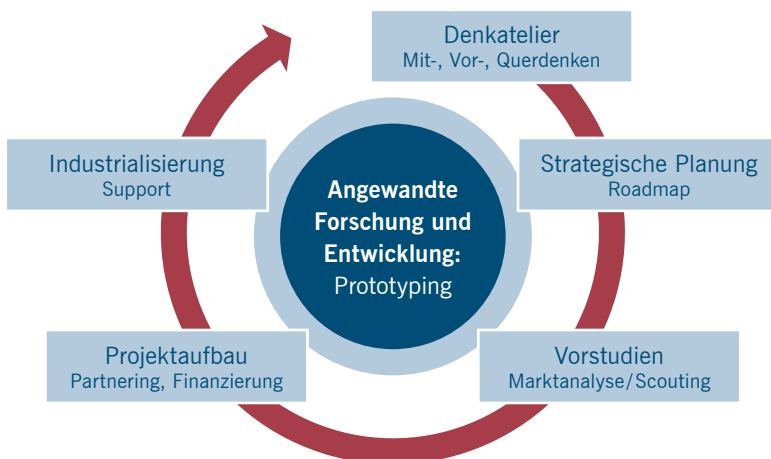 Denkatelier
Mit-, Vor-, Querdenken
Strategische Planung
Roadmap
Vorstudien
Marktanalyse/Scouting
Projektaufbau
Partnering, Finanzierung
Industrialisierung
Support
Angewandte
Forschung und
Entwicklung:
Prototyping